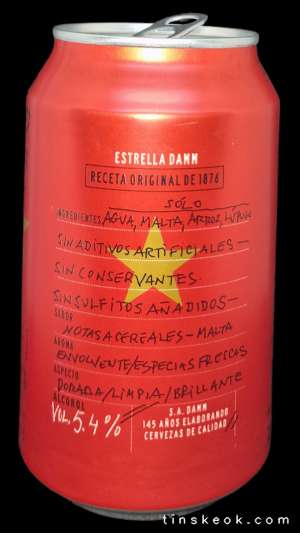 ESTRELLA DAMM
RECETA ORIGINAL DE 1876
SÓLO
INGREDIENTES AGUA, MALTA, ARROZ, LÚPULO
SIN ADITIVOS ARTIFICIALES —
SIN CONSERVANTES.
SIN SULFITOS AÑADIDOS —
SABOR
NOTAS A CEREALES - MALTA
AROMA
ENVOLVENTE/ESPECIAS FRESCAS
ASPECTO
DORADA/LIMPIA/BRILLANTE
ALCOHOL
VOL. 5.4%
S.A. DAMM
145 AÑOS ELABORANDO
CERVEZAS DE CALIDAD
tinskeok.com